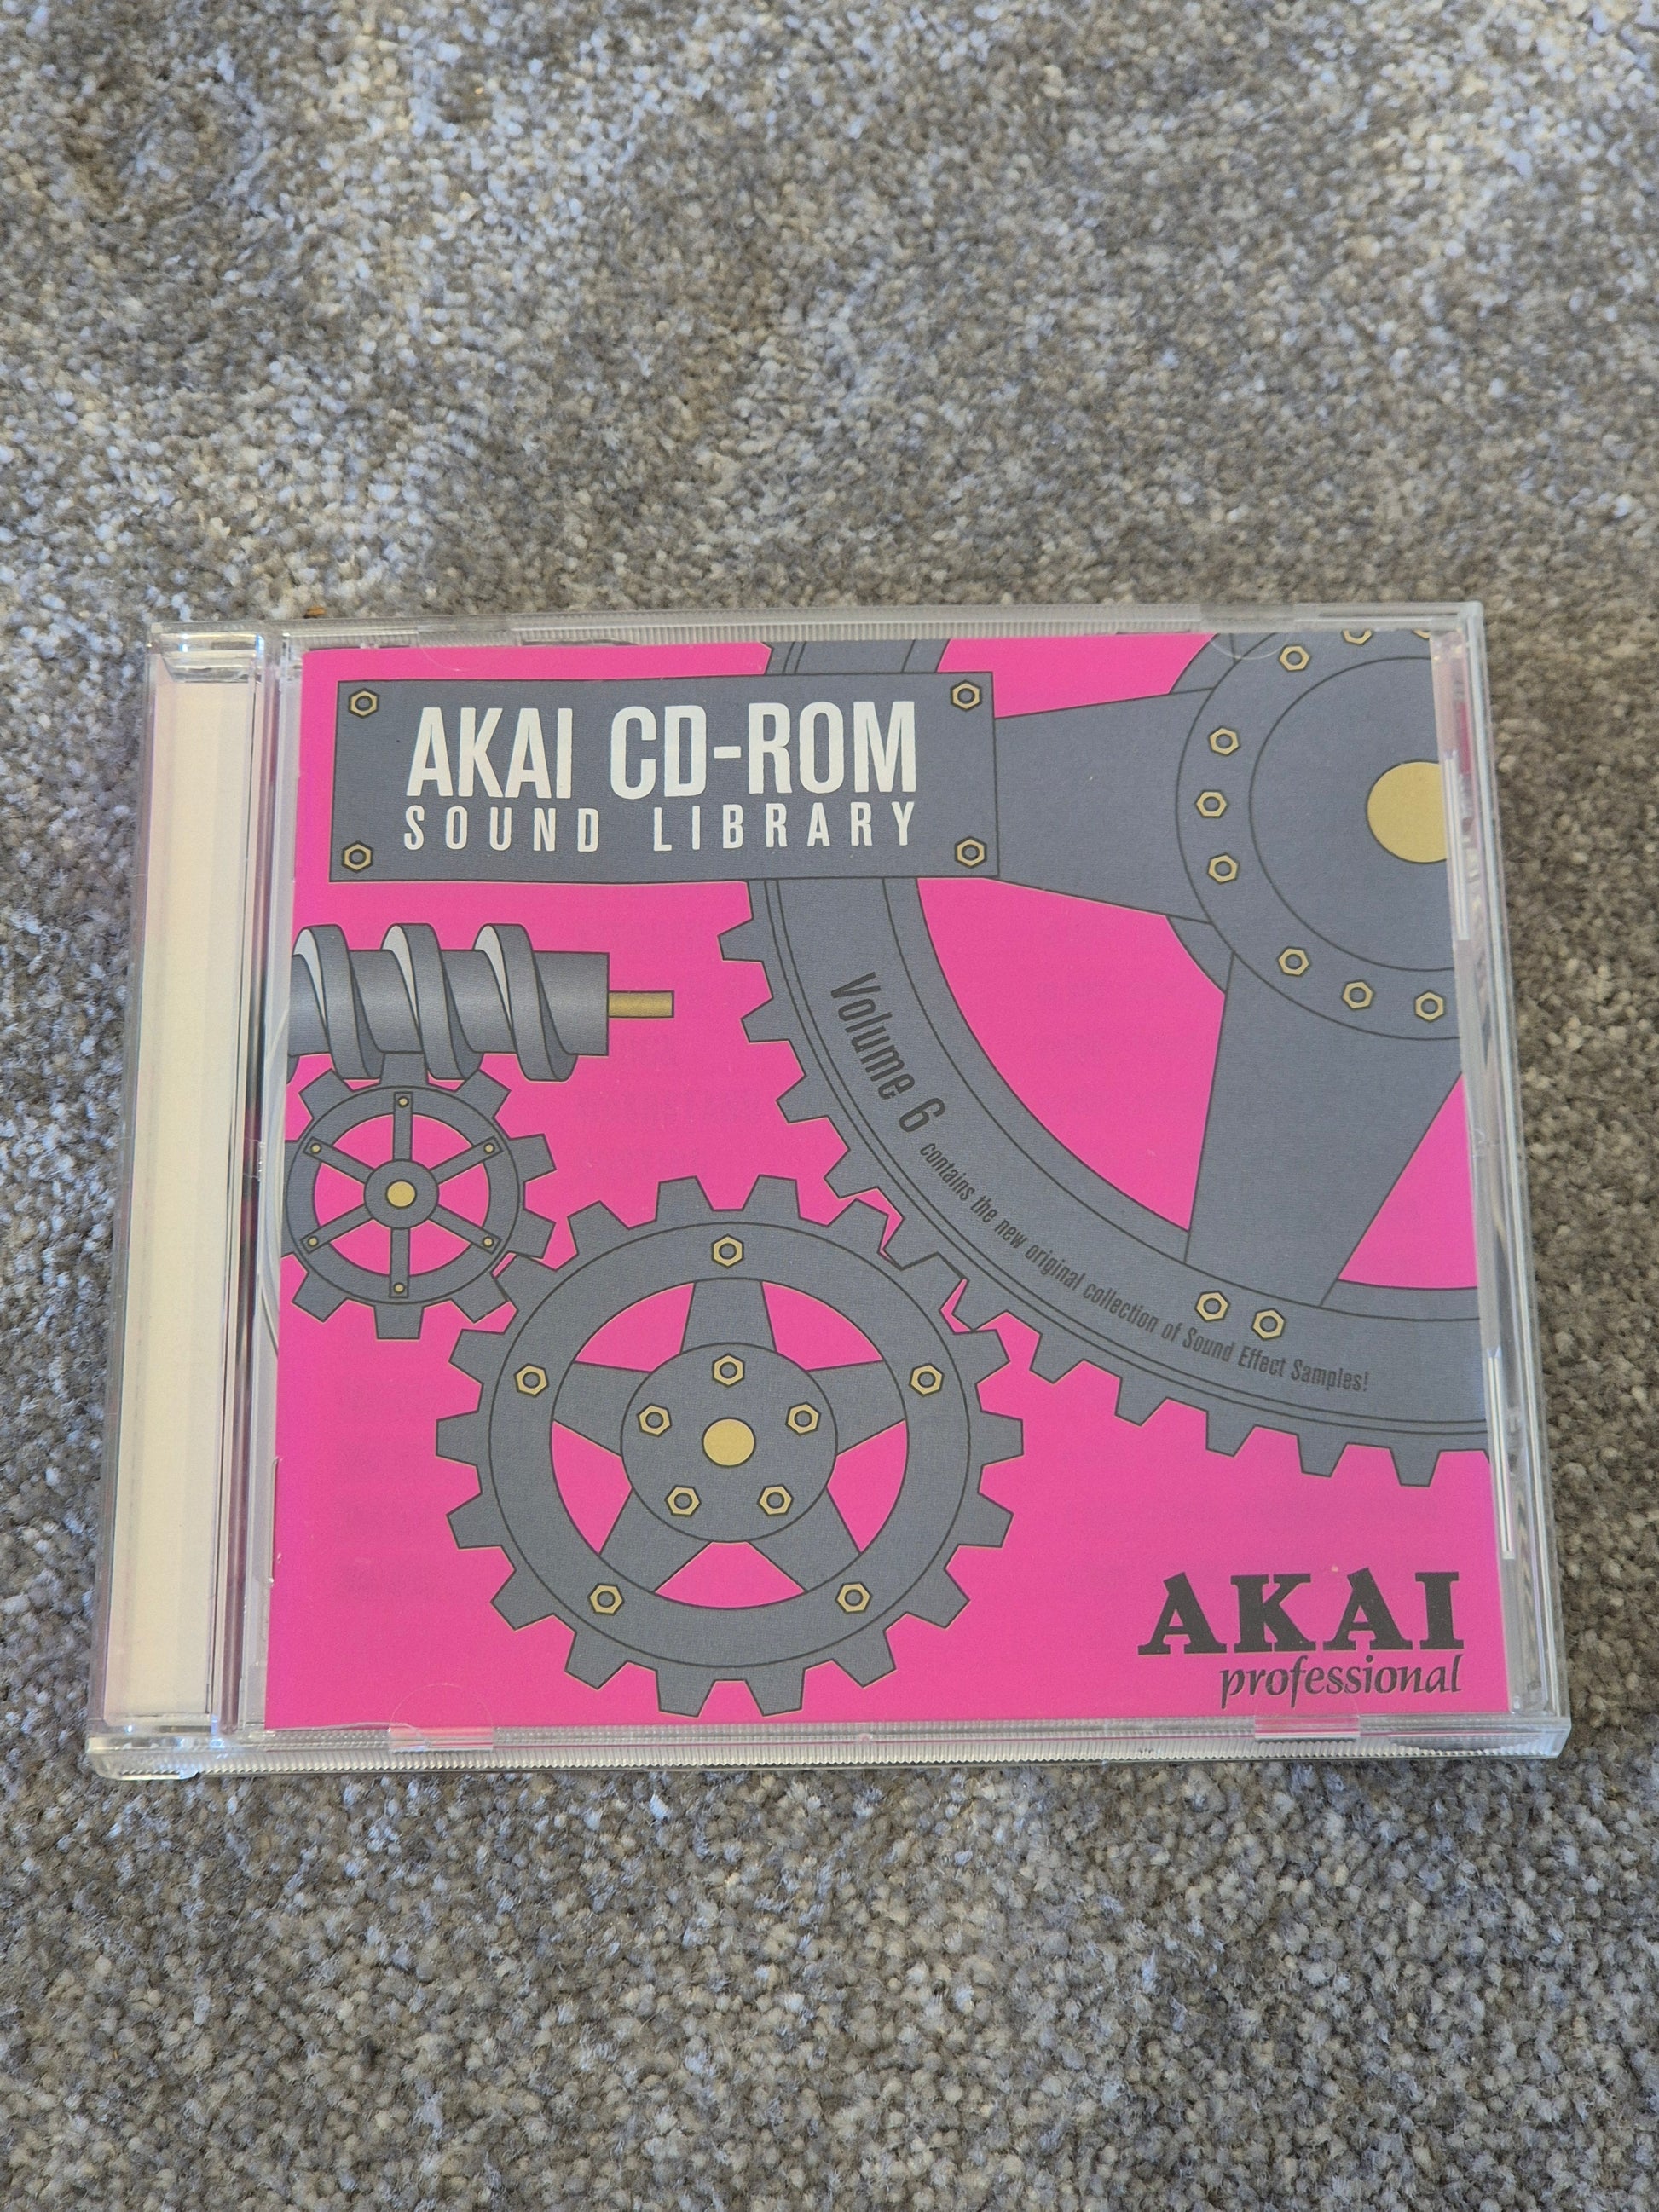 AKAI CD-ROM
SOUND LIBRARY
Volume 6 contains the new original collection of Sound Effect Samples!
AKAI
professional